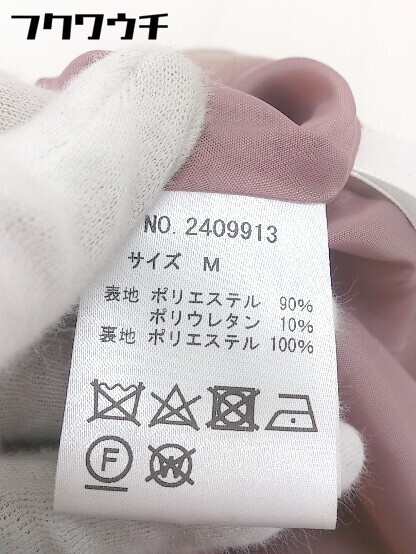 フクワウチ
NO. 2409913
サイズ M
表地 ポリエステル 90%
ポリウレタン 10%
裏地 ポリエステル 100%
F W